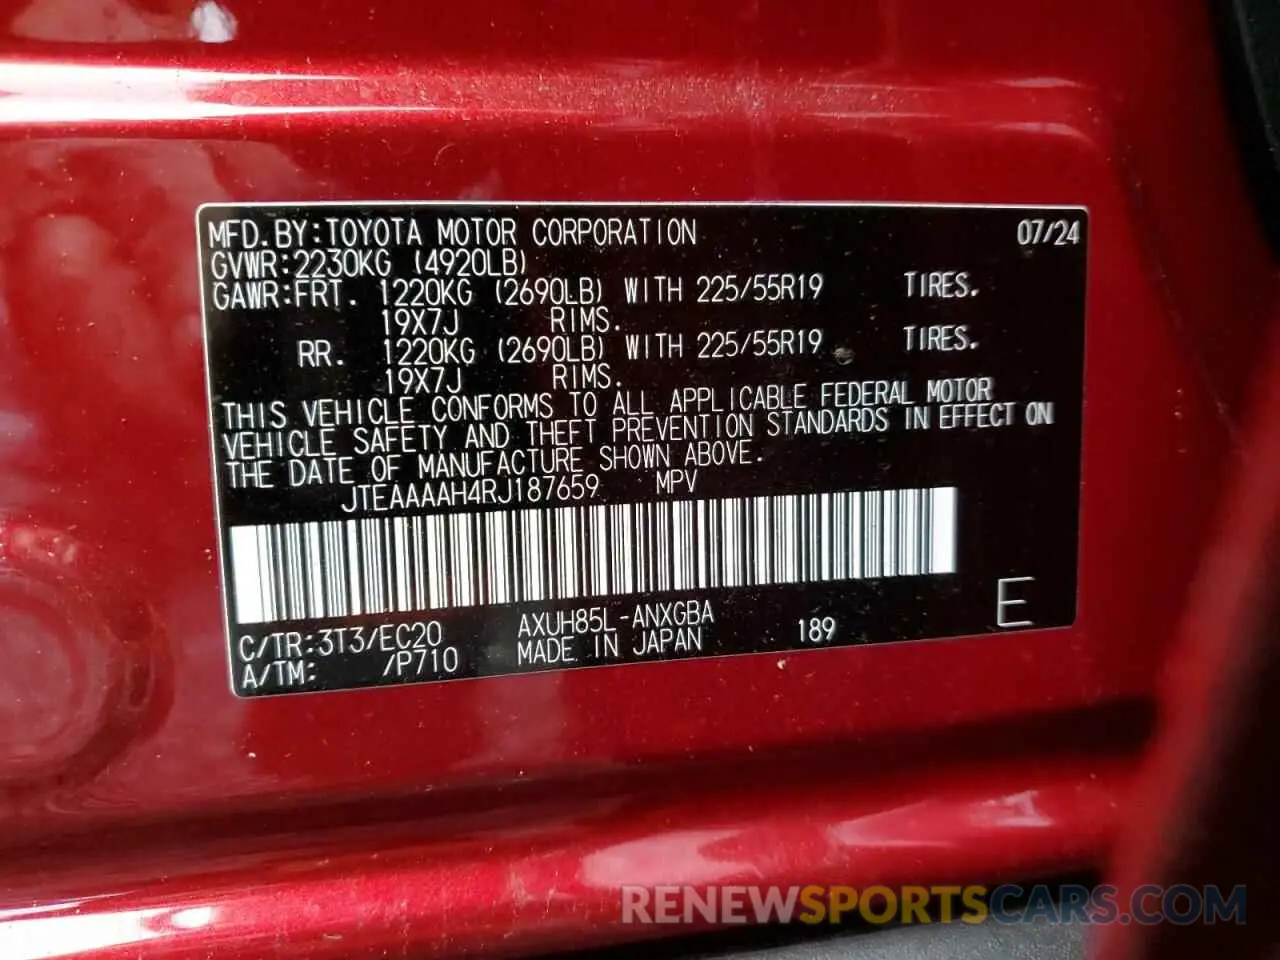 MFD. BY:TOYOTA MOTOR CORPORATION 07/24
GVWR:2230KG (4920LB)
GAWR:FRT. 1220KG (2690LB) WITH 225/55R19 TIRES.
19X7J RIMS.
RR. 1220KG (2690LB) WITH 225/55R19 TIRES.
19X7J RIMS.
THIS VEHICLE CONFORMS TO ALL APPLICABLE FEDERAL MOTOR
VEHICLE SAFETY AND THEFT PREVENTION STANDARDS IN EFFECT ON
THE DATE OF MANUFACTURE SHOWN ABOVE.
JTEAAAAH4RJ187659 MPV
C/TR:3T3/EC20 AXUH85L-ANXGBA 189 E
A/TM: /P710 MADE IN JAPAN
RENEWSPORTSCARS.COM